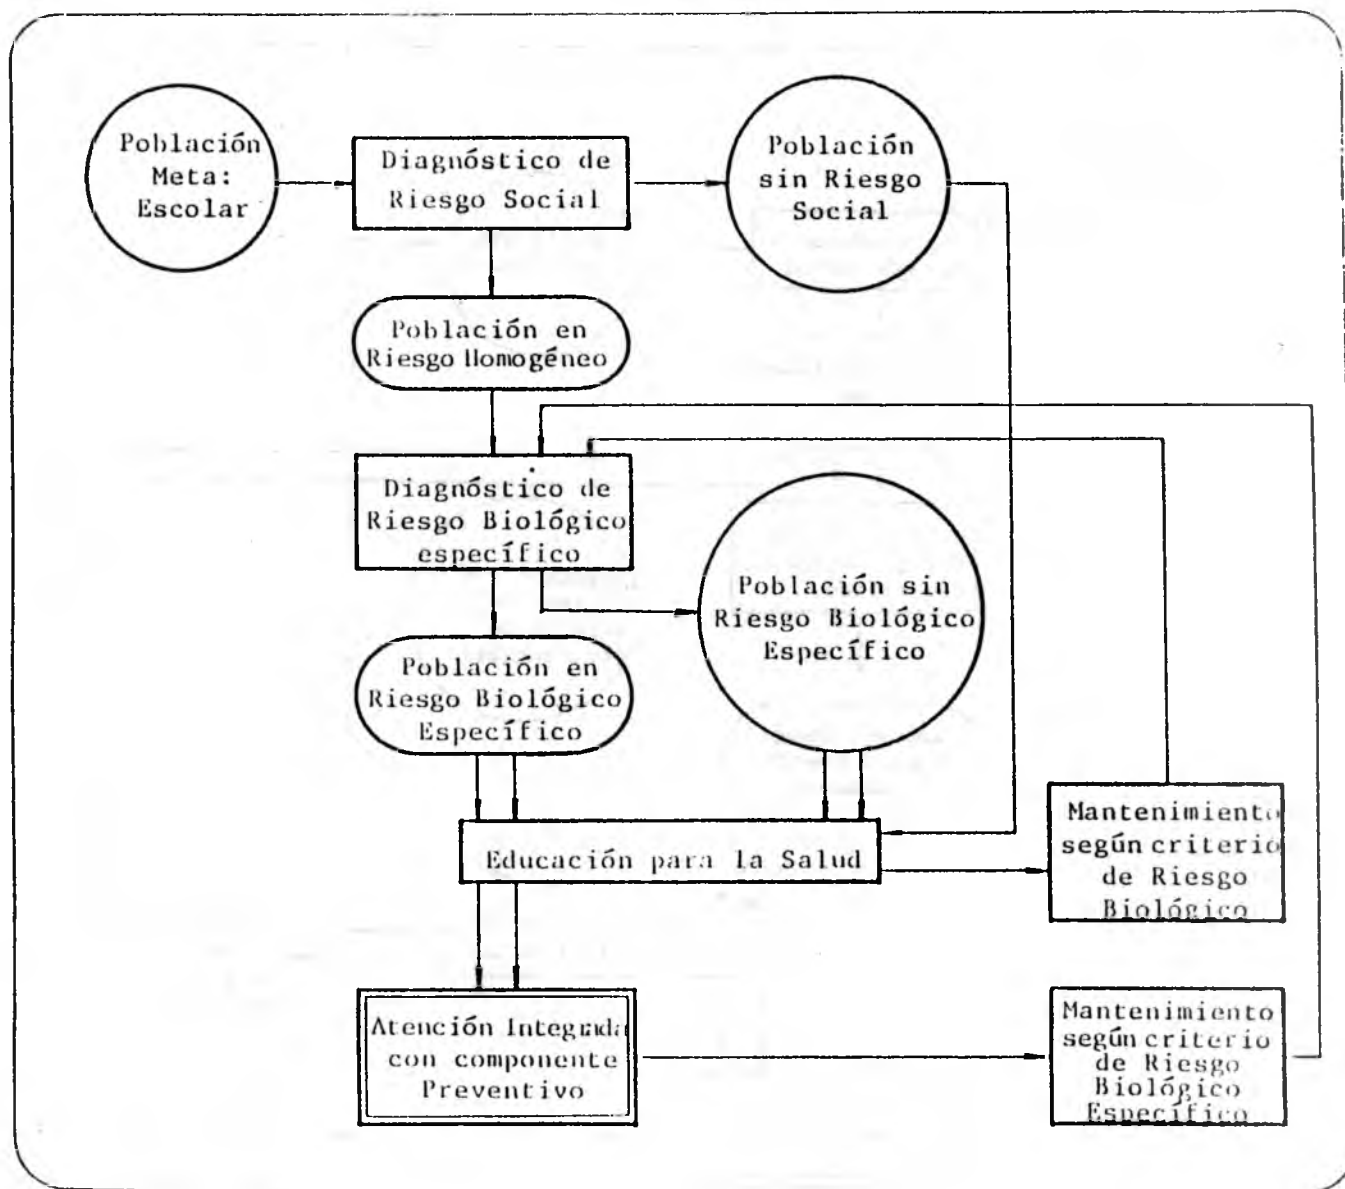 Población
Meta:
Escolar
Diagnóstico de
Riesgo Social
Población
sin Riesgo
Social
Población en
Riesgo Homogéneo
Diagnóstico de
Riesgo Biológico
específico
Población sin
Riesgo Biológico
Específico
Población en
Riesgo Biológico
Específico
Educación para la Salud
Mantenimiento
según criterio
de Riesgo
Biológico
Atención Integrada
con componente
Preventivo
Mantenimiento
según criterio
de Riesgo
Biológico
Específico